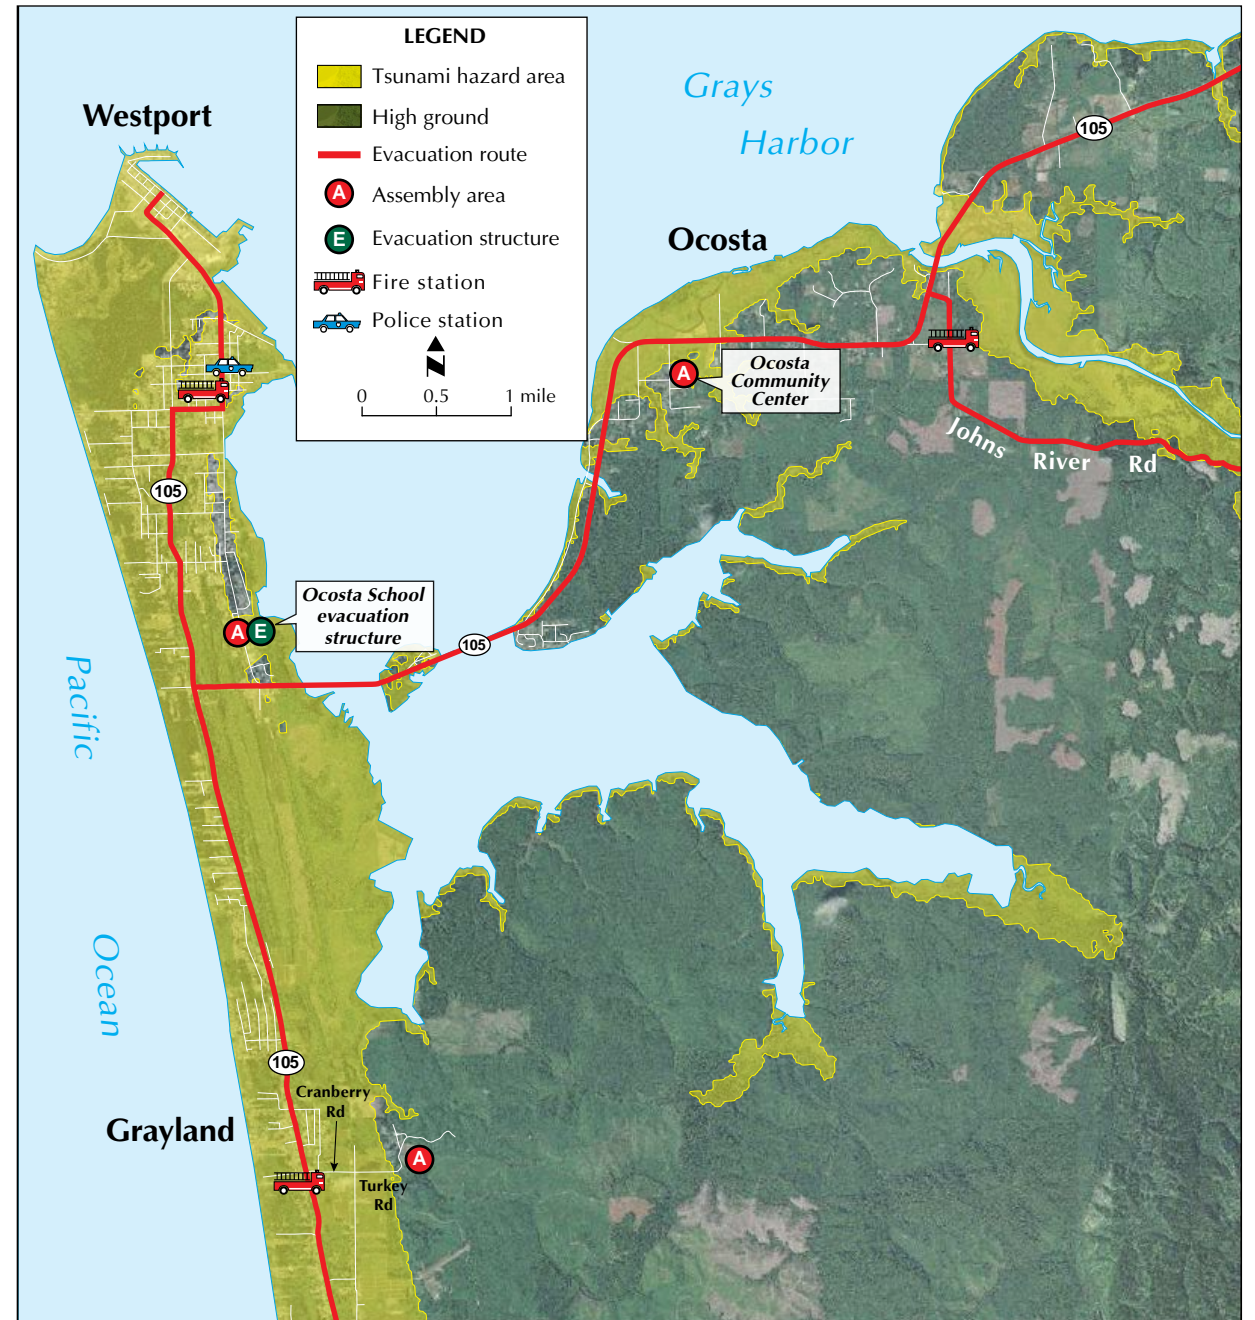 LEGEND
Tsunami hazard area
High ground
Evacuation route
A
Assembly area
E
Evacuation structure
Fire station
Police station
N
0
0.5
1 mile
Westport
Grays
Harbor
105
Ocosta
A
Ocosta
Community
Center
Johns
River
Rd
105
A
E
Ocosta School
evacuation
structure
105
Pacific
Ocean
105
Cranberry
Rd
Grayland
A
Turkey
Rd